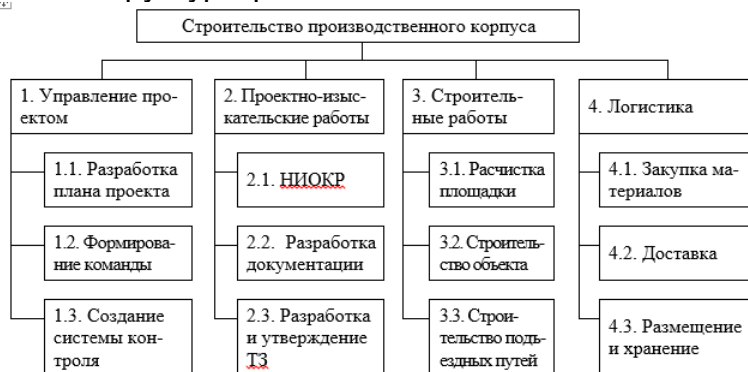 Строительство производственного корпуса
1. Управление про-
ектом
2. Проектно-изыс-
кательские работы
3. Строитель-
ные работы
4. Логистика
1.1. Разработка
плана проекта
2.1. НИОКР
3.1. Расчистка
площадки
4.1. Закупка ма-
териалов
1.2. Формирова-
ние команды
2.2. Разработка
документации
3.2. Строитель-
ство объекта
4.2. Доставка
1.3. Создание
системы кон-
троля
2.3. Разработка
и утверждение
ТЗ
3.3. Строи-
тельство подъ-
ездных путей
4.3. Размещение
и хранение